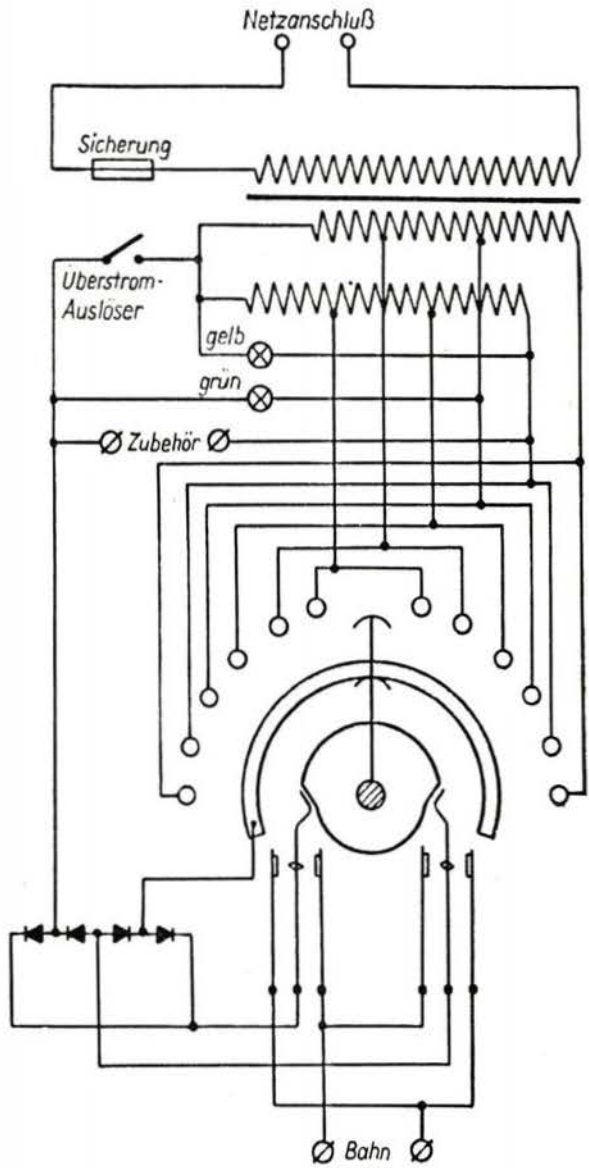 Netzanschluß
Sicherung
Überstrom-
Auslöser
gelb
grün
Zubehör
Bahn